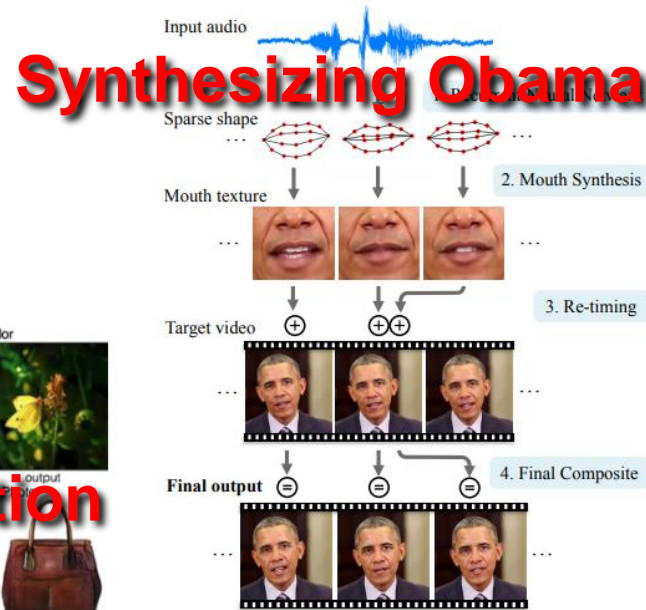 Input audio
Synthesizing Obama
Sparse shape
2. Mouth Synthesis
Mouth texture
3. Re-timing
Target video
output
4. Final Composite
Final output